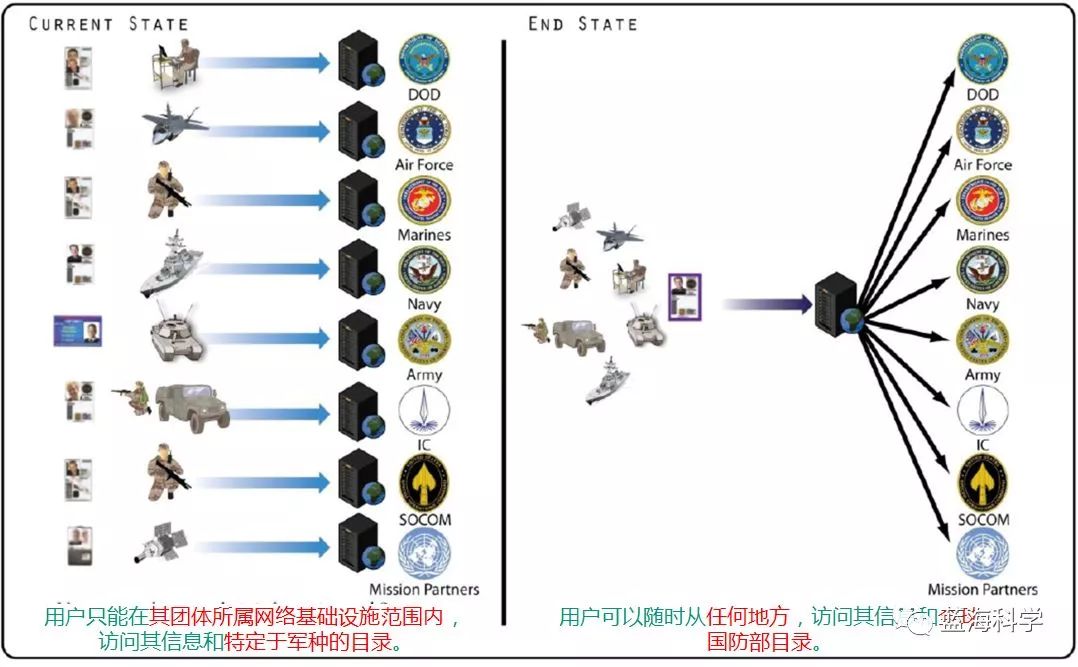 CURRENT STATE
DOD
Air Force
Marines
Navy
Army
IC
SOCOM
Mission Partners
用户只能在其团体所属网络基础设施范围内，
访问其信息和特定于军种的目录。
END STATE
DOD
Air Force
Marines
Navy
Army
IC
SOCOM
Mission Partners
用户可以随时从任何地方，访问其信息和
国防部目录。
蓝海科学